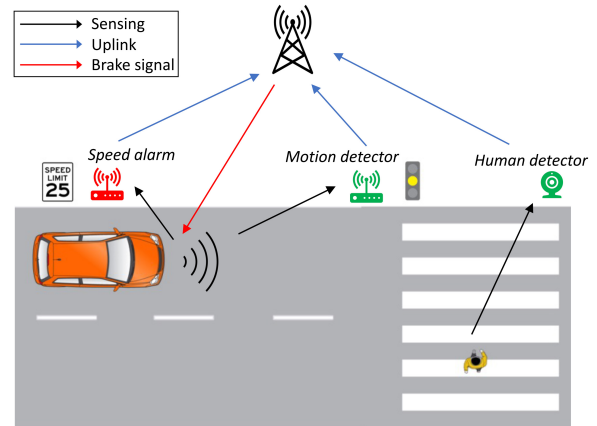 Sensing
Uplink
Brake signal
Speed alarm
Motion detector
Human detector
SPEED
LIMIT
25